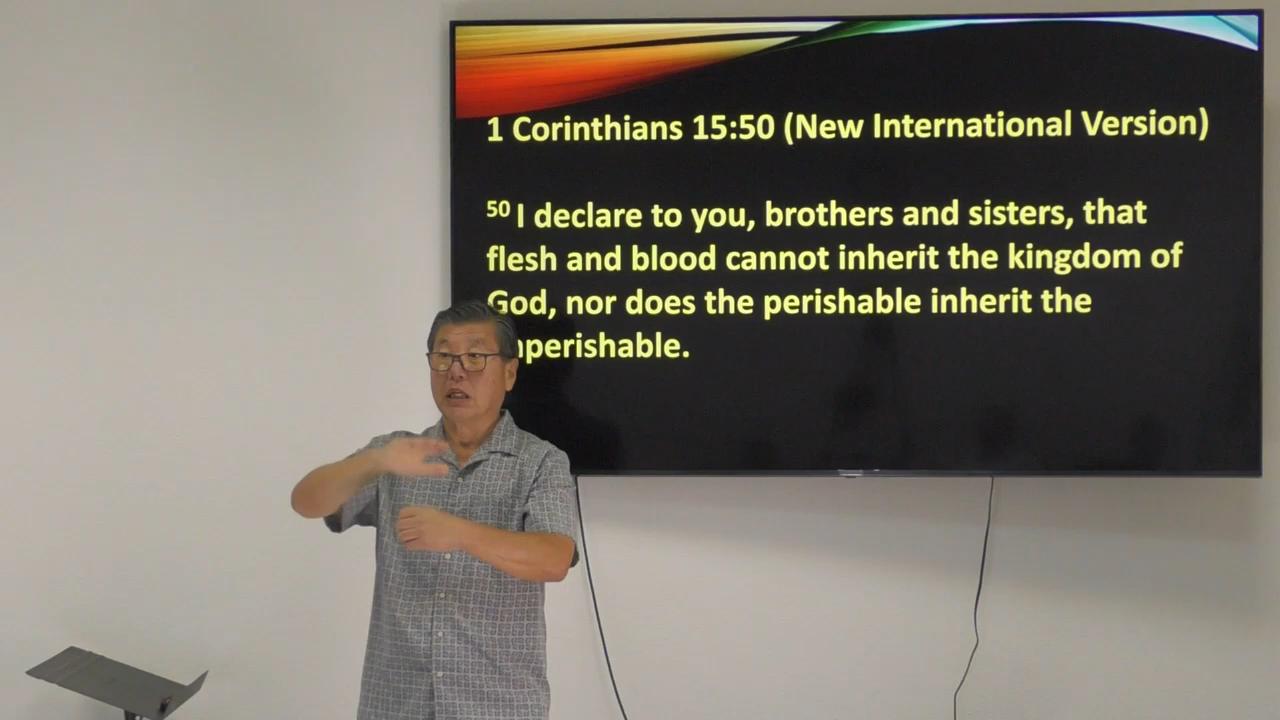 1 Corinthians 15:50 (New International Version)
50 I declare to you, brothers and sisters, that
flesh and blood cannot inherit the kingdom of
God, nor does the perishable inherit the
mperishable.